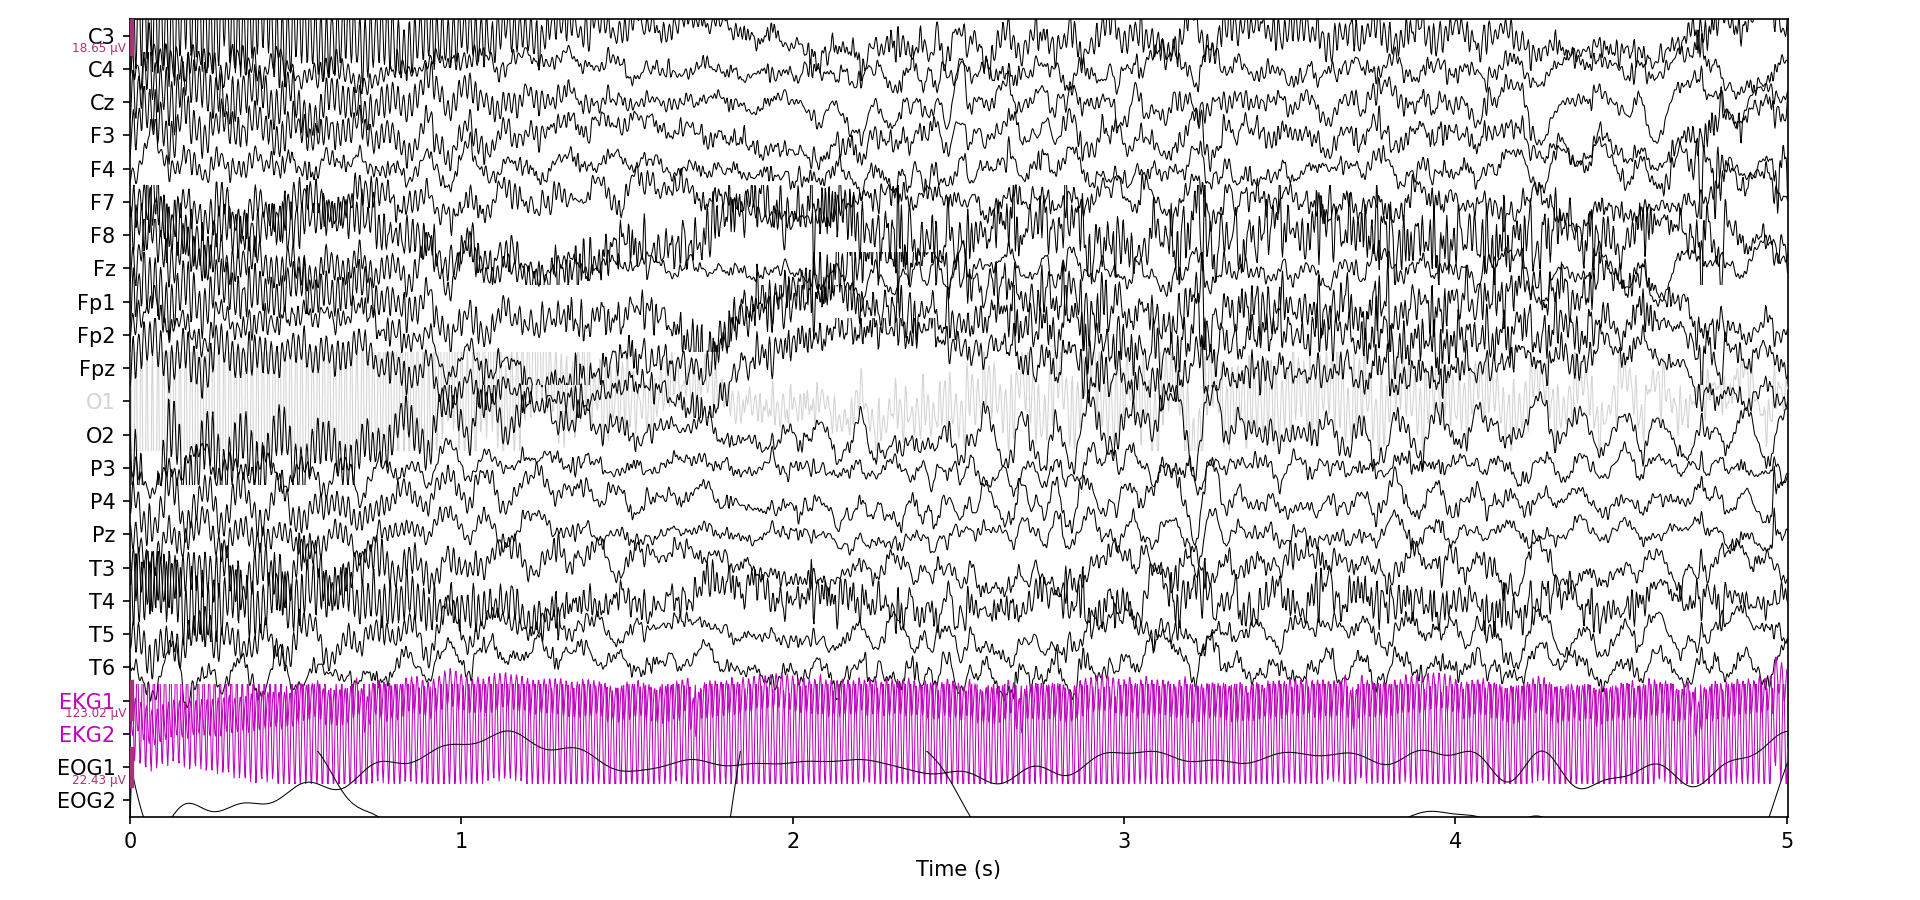 C3
18.65 µV
C4
Cz
F3
F4
F7
F8
Fz
Fp1
Fp2
Fpz
O1
O2
P3
P4
Pz
T3
T4
T5
T6
EKG1
123.02 µV
EKG2
EOG1
22.43 µV
EOG2
0 1 2 3 4 5
Time (s)